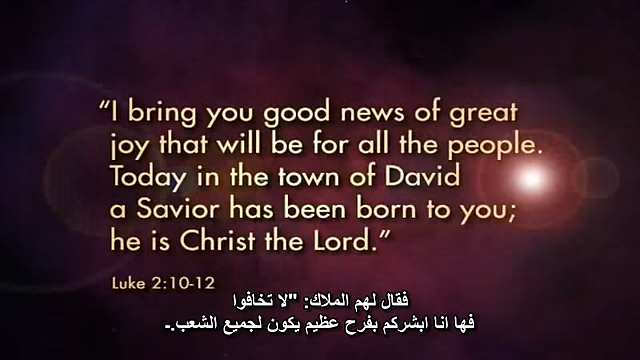 “I bring you good news of great
joy that will be for all the people.
Today in the town of David
a Savior has been born to you;
he is Christ the Lord.”
Luke 2:10-12
فقال لهم الملاك: "لا تخافوا
فها انا ابشركم بفرح عظيم يكون لجميع الشعب.-